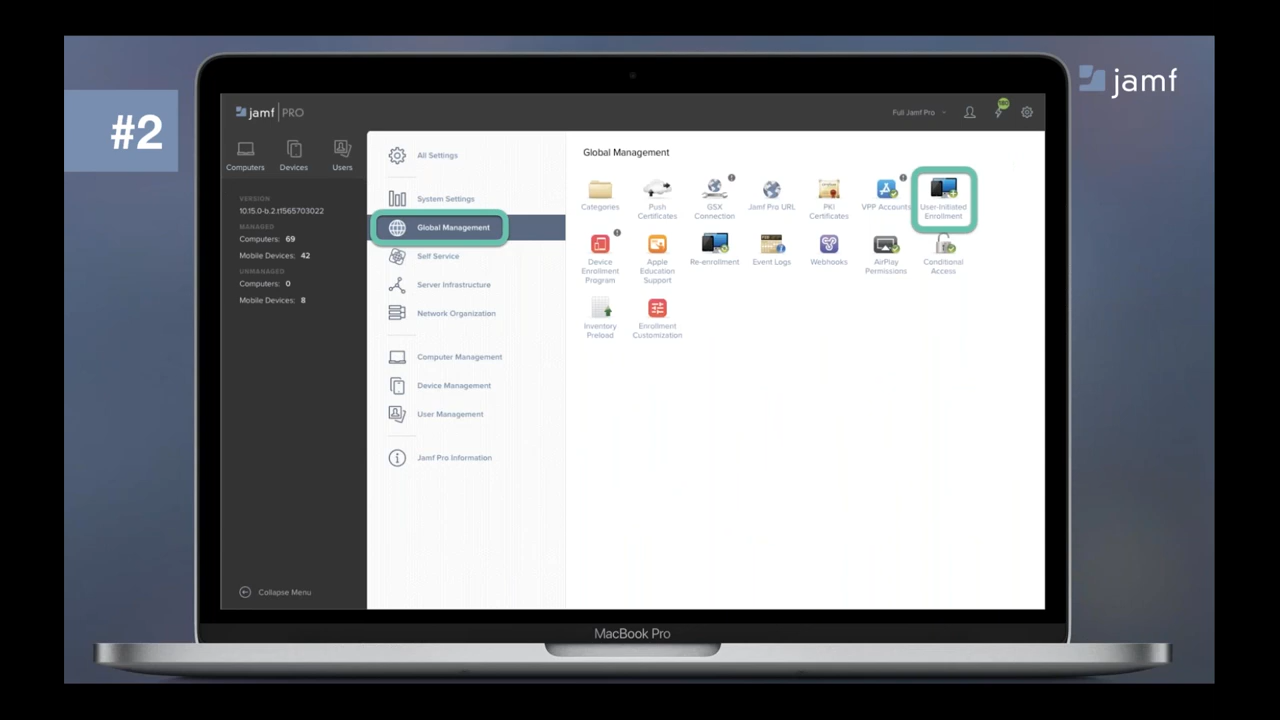 #2
jamf
jamf PRO
Full Jamf Pro
Computers
Devices
Users
VERSION
10.15.0-b.2.t1565703022
MANAGED
Computers: 69
Mobile Devices: 42
UNMANAGED
Computers: 0
Mobile Devices: 8
Collapse Menu
All Settings
System Settings
Global Management
Self Service
Server Infrastructure
Network Organization
Computer Management
Device Management
User Management
Jamf Pro Information
Global Management
Categories
Push
Certificates
GSX
Connection
Jamf Pro URL
PKI
Certificates
VPP Accounts
User-Initiated
Enrollment
Device
Enrollment
Program
Apple
Education
Support
Re-enrollment
Event Logs
Webhooks
AirPlay
Permissions
Conditional
Access
Inventory
Preload
Enrollment
Customization
MacBook Pro